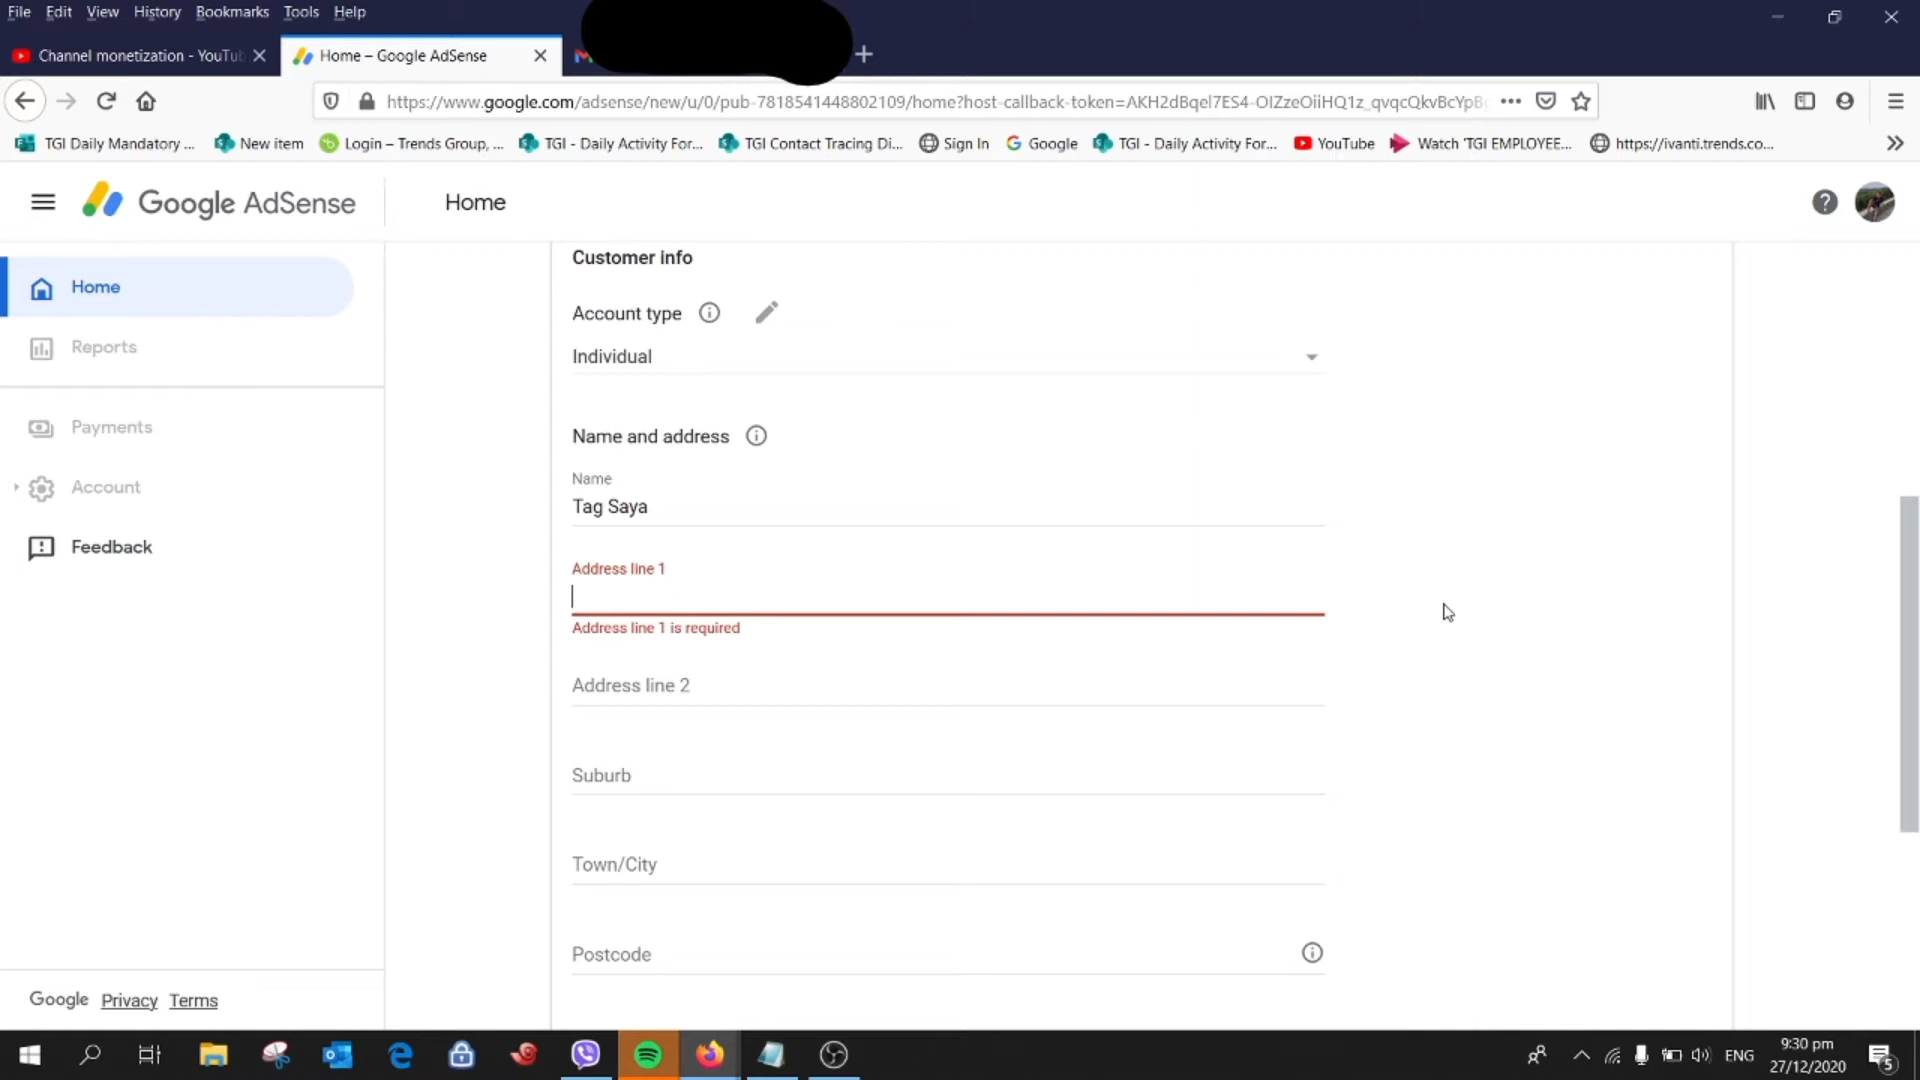 File Edit View History Bookmarks Tools Help
Channel monetization - YouTu
Home – Google AdSense
https://www.google.com/adsense/new/u/0/pub-7818541448802109/home?host-callback-token=AKH2dBqel7ES4-OIZzeOiiHQ1z_qvqcQkvBcYpB
TGI Daily Mandatory ... New item Login – Trends Group, ... TGI - Daily Activity For... TGI Contact Tracing Di... Sign In Google TGI - Daily Activity For... YouTube Watch 'TGI EMPLOYEE... https://ivanti.trends.co...
Google AdSense
Home
Home
Reports
Payments
Account
Feedback
Google Privacy Terms
Customer info
Account type
Individual
Name and address
Name
Tag Saya
Address line 1
Address line 1 is required
Address line 2
Suburb
Town/City
Postcode
ENG
9:30 pm
27/12/2020
5